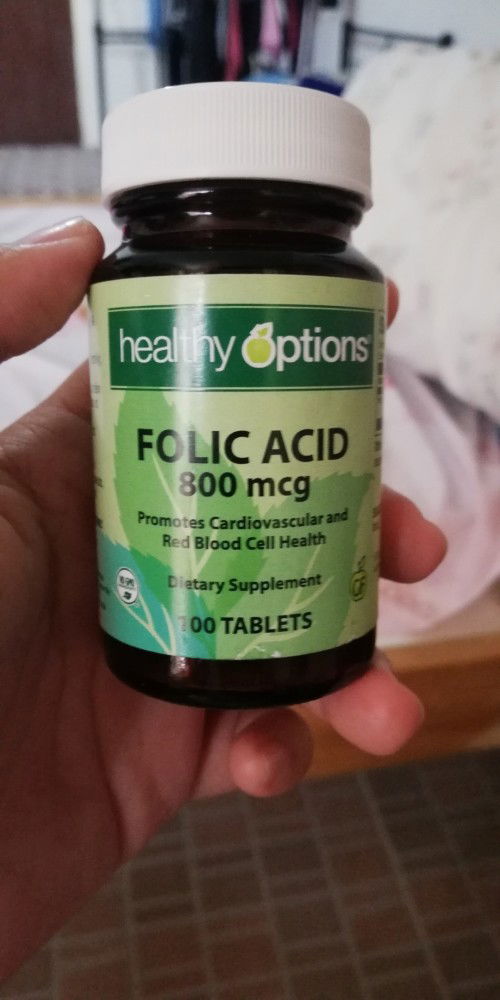 healthy options®
FOLIC ACID
800 mcg
Promotes Cardiovascular and
Red Blood Cell Health
Dietary Supplement
100 TABLETS